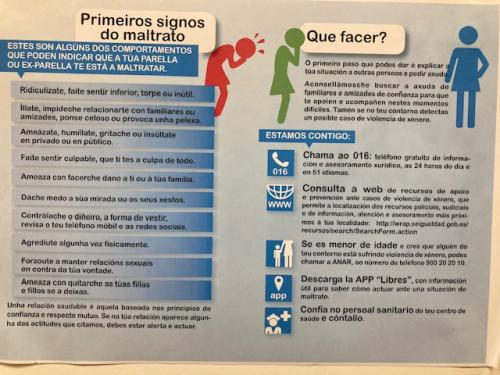 Primeiros signos
do maltrato
ESTES SON ALGÚNS DOS COMPORTAMENTOS
QUE PODEN INDICAR QUE A TÚA PARELLA
OU EX-PARELLA TE ESTÁ A MALTRATAR.
Ridiculízate, faite sentir inferior, torpe ou inútil.
Íllate, impídeche relacionarte con familiares ou
amizades, ponse celoso ou provoca unha pelexa.
Ameázate, humíllate, gritache ou insúltate
en privado ou en público.
Faite sentir culpable, que ti tes a culpa de todo.
Ameaza con facerche dano a ti ou á túa familia.
Dáche medo a súa mirada ou os seus xestos.
Contrólache o diñeiro, a forma de vestir,
revisa o teu teléfono móbil e as redes sociais.
Agrediute algunha vez fisicamente.
Forzoute a manter relacións sexuais
en contra da túa vontade.
Ameaza con quitarche as túas fillas
e fillos se a deixas.
Unha relación saudable é aquela baseada nos principios de
confianza e respecto mutuo. Se na túa relación aparece algun-
ha das actitudes que citamos, debes estar alerta e actuar.
Que facer?
O primeiro paso que podes dar é explicar a
túa situación a outras persoas e pedir axuda.
Aconsellámosche buscar a axuda de
familiares e amizades de confianza para que
te apoien e acompañen nestes momentos
difíciles. Tamén se no teu entorno detectas
un posible caso de violencia de xénero.
ESTAMOS CONTIGO:
016
Chama ao 016: teléfono gratuito de informa-
ción e asesoramento xurídico, as 24 horas do día e
en 51 idiomas.
WWW
Consulta a web de recursos de apoio
e prevención ante casos de violencia de xénero, que
permite a localización dos recursos policiais, xudiciais
e de información, atención e asesoramento máis próxi-
mos á túa localidade: http://wrap.seigualdad.gob.es/
recursos/search/SearchForm.action
Se es menor de idade e cres que alguén do
teu contorno está sufrindo violencia de xénero, podes
chamar a ANAR, ao número de teléfono 900 20 20 10.
app
Descarga la APP “Libres”, con información
útil para saber cómo actuar ante una situación de
maltrato.
Confía no persoal sanitario do teu centro de
saúde e cóntallo.